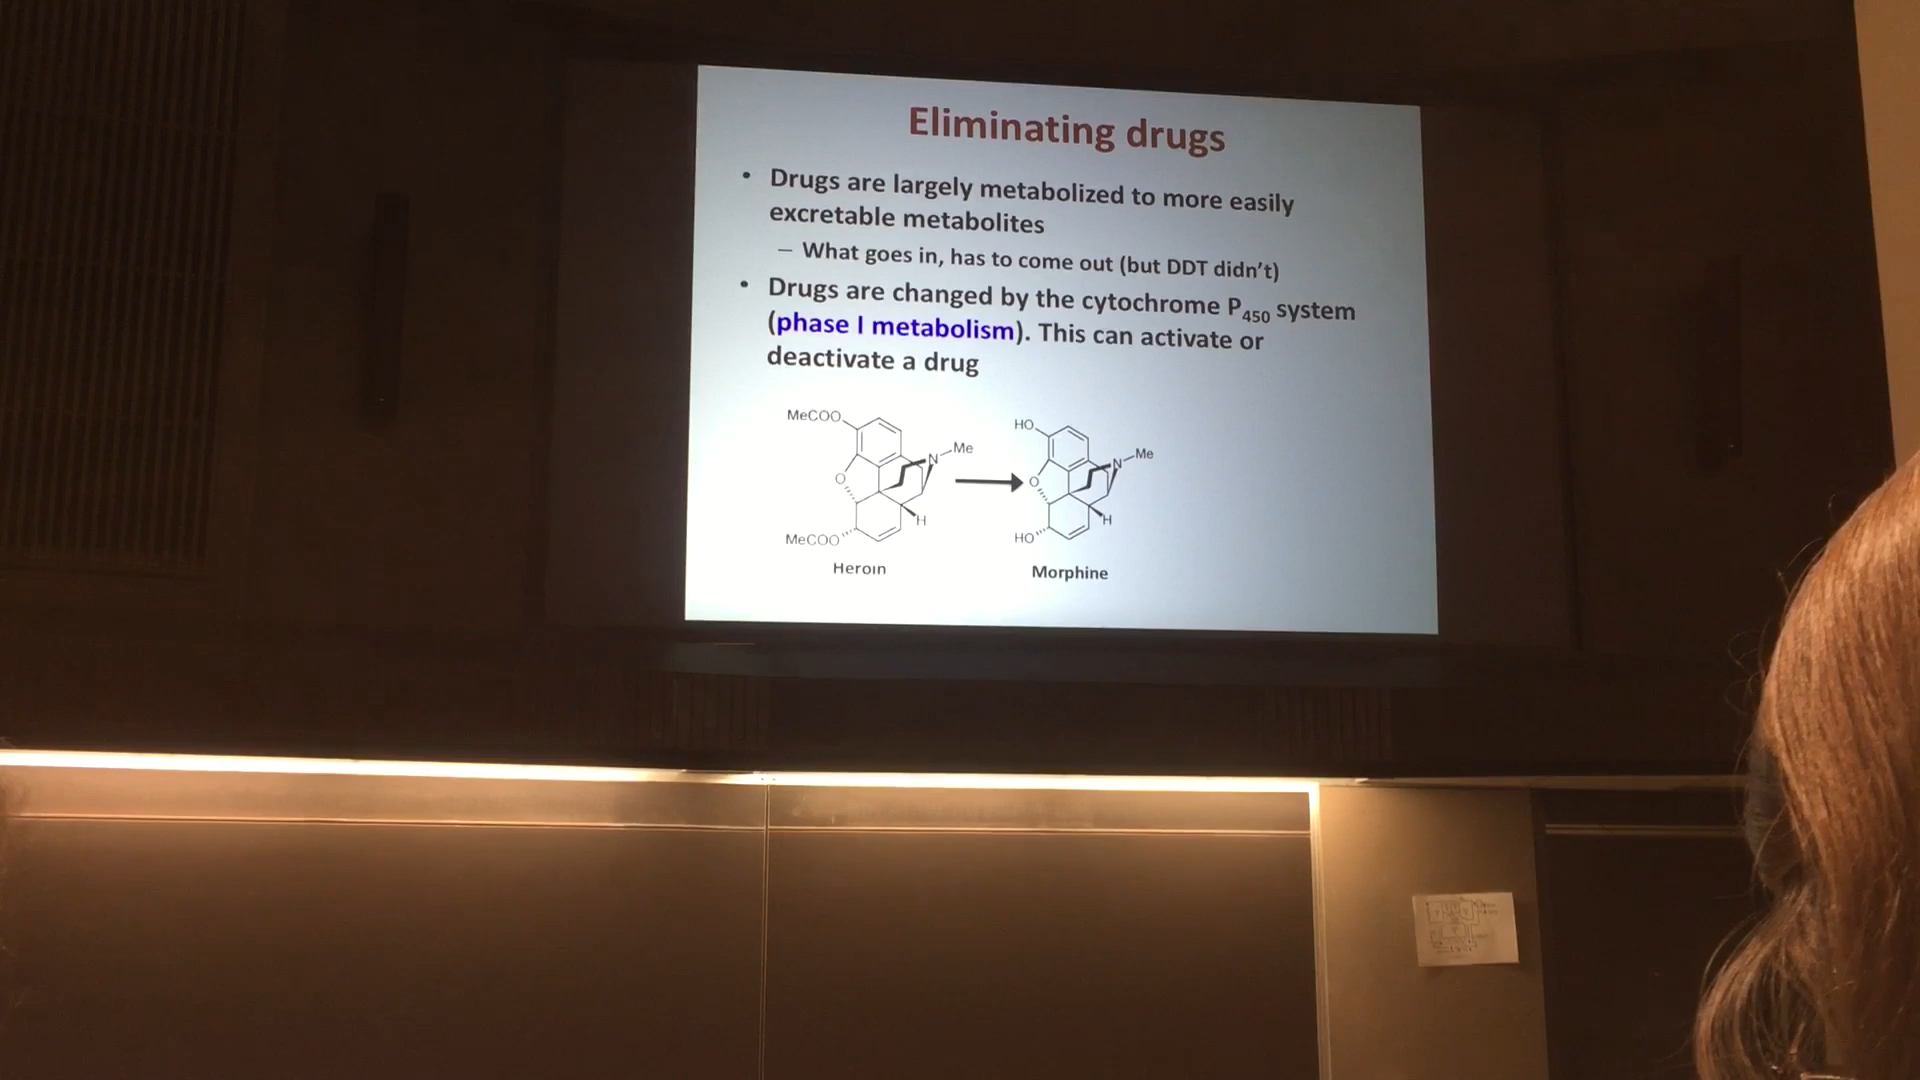 Eliminating drugs
• Drugs are largely metabolized to more easily
excretable metabolites
– What goes in, has to come out (but DDT didn't)
• Drugs are changed by the cytochrome P450 system
(phase I metabolism). This can activate or
deactivate a drug
MeCOO
N
Me
O
H
MeCOO
Heroin
HO
N
Me
O
H
HO
Morphine